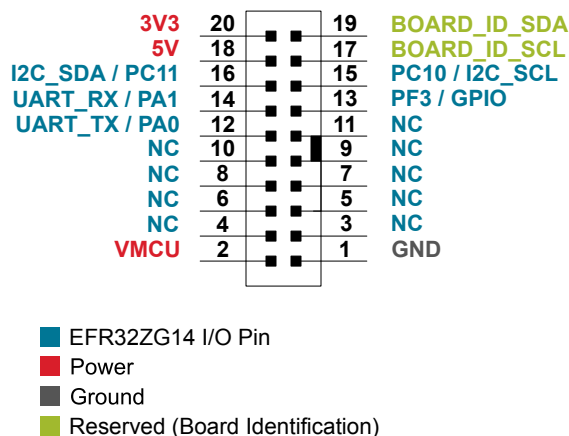 3V3 20 19 BOARD_ID_SDA
5V 18 17 BOARD_ID_SCL
I2C_SDA / PC11 16 15 PC10 / I2C_SCL
UART_RX / PA1 14 13 PF3 / GPIO
UART_TX / PA0 12 11 NC
NC 10 9 NC
NC 8 7 NC
NC 6 5 NC
NC 4 3 NC
VMCU 2 1 GND
EFR32ZG14 I/O Pin
Power
Ground
Reserved (Board Identification)